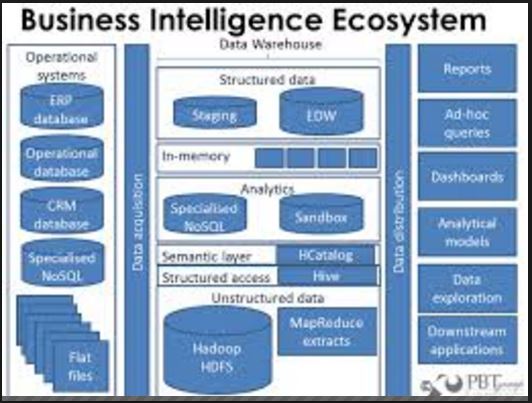 Business Intelligence Ecosystem
Operational
systems
ERP
database
Operational
database
CRM
database
Specialised
NoSQL
Flat
files
Data acquisition
Data Warehouse
Structured data
Staging
EDW
In-memory
Analytics
Specialised
NoSQL
Sandbox
Semantic layer
HCatalog
Structured access
Hive
Unstructured data
Hadoop
HDFS
MapReduce
extracts
Data distribution
Reports
Ad-hoc
queries
Dashboards
Analytical
models
Data
exploration
Downstream
applications
PBT